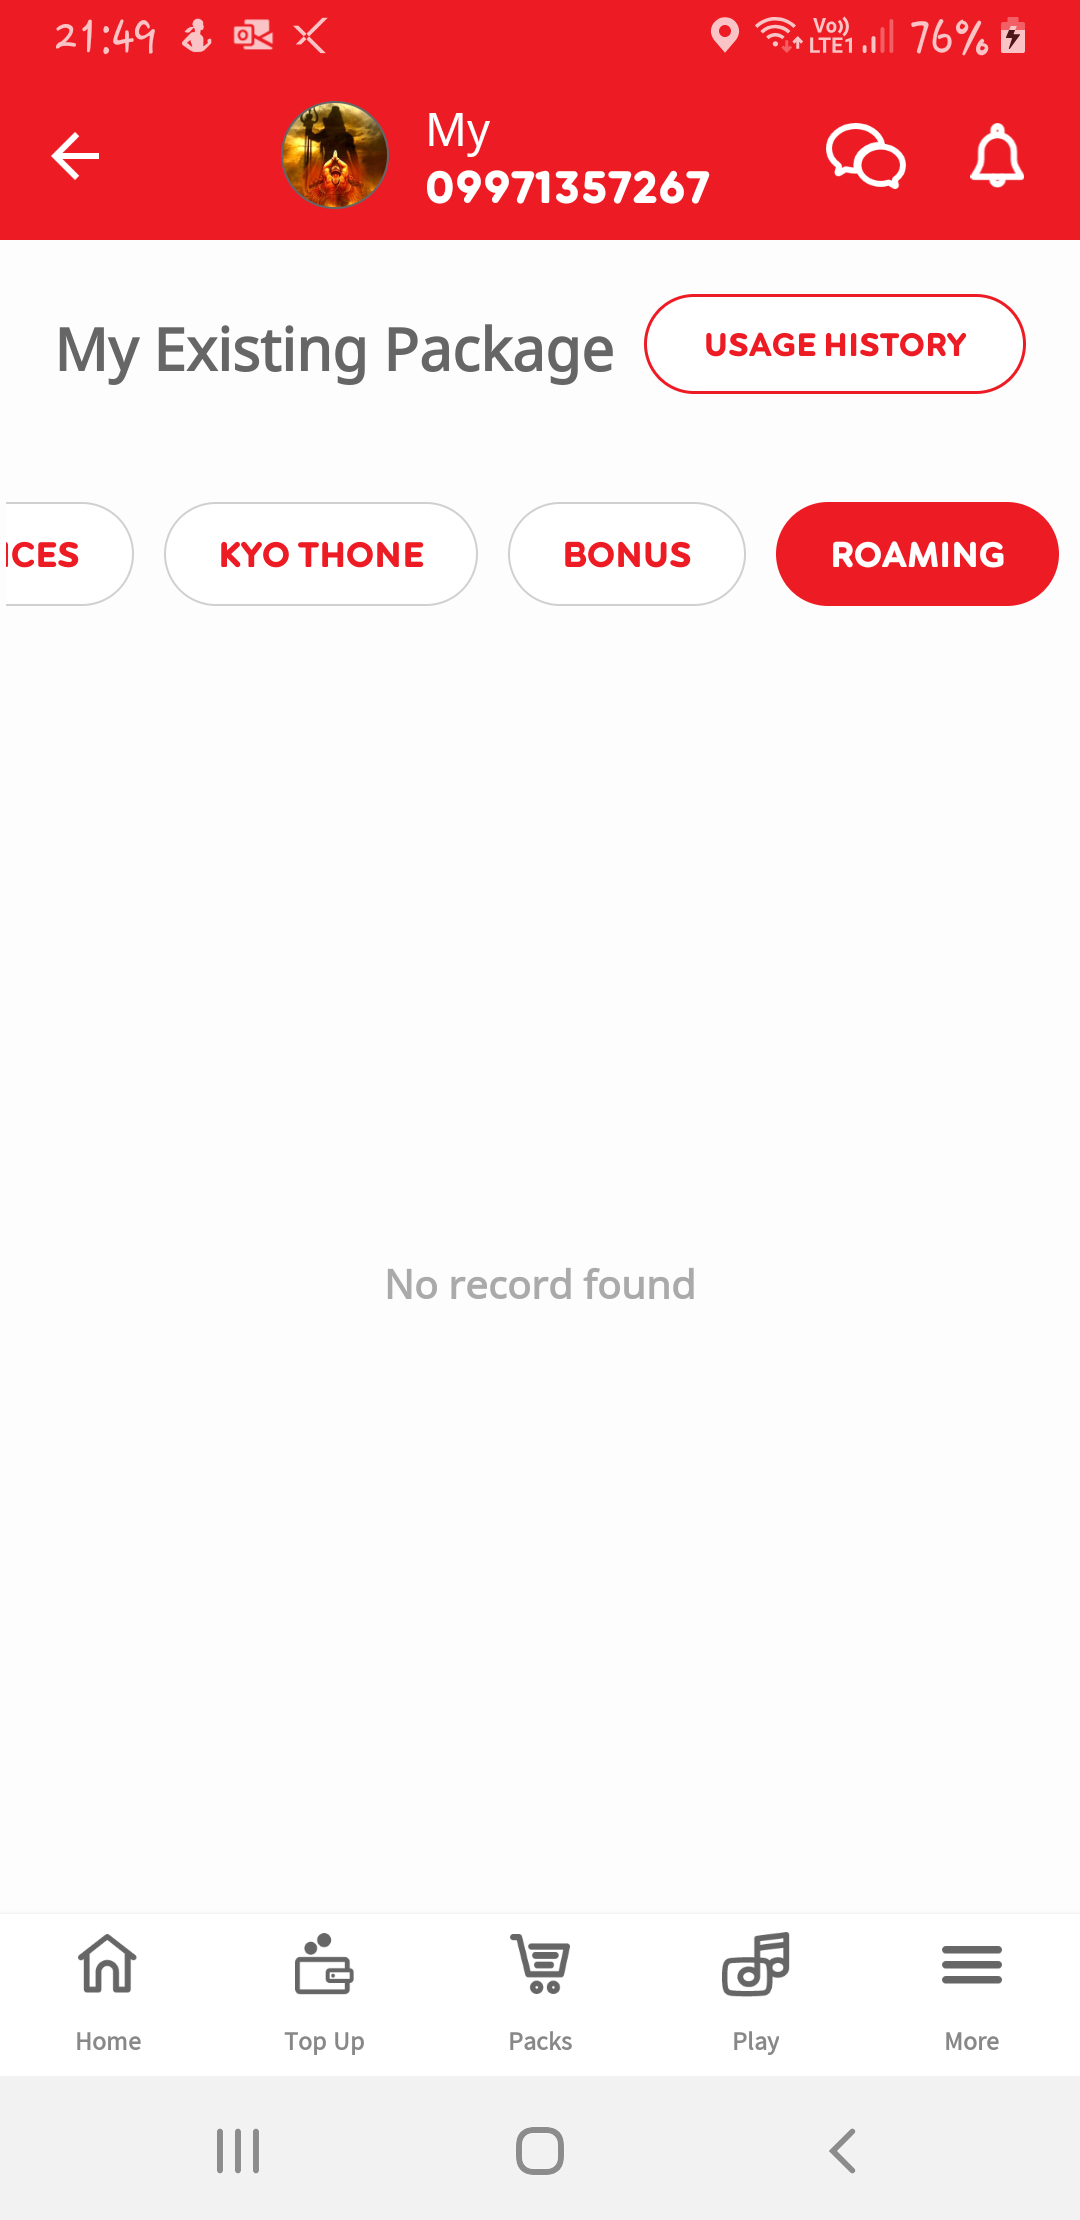 21:49
Vo)) LTE1 76%
My
09971357267
My Existing Package
USAGE HISTORY
ICES KYO THONE BONUS ROAMING
No record found
Home Top Up Packs Play More